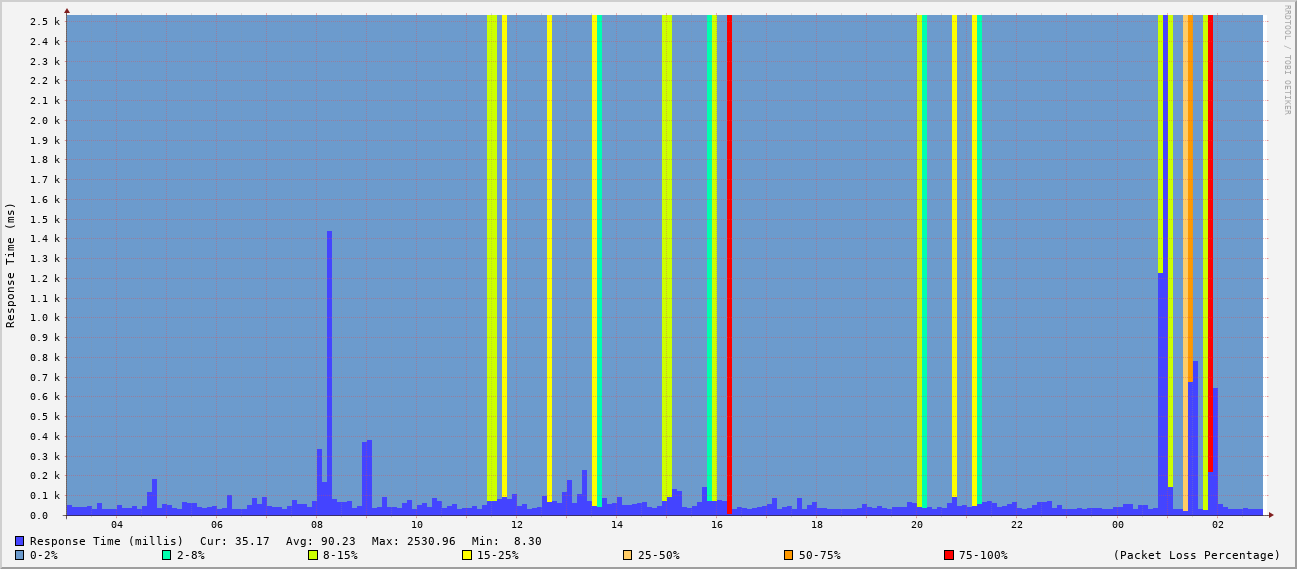 RRDTOOL / TOBI OETIKER
Response Time (ms)
2.5 k
2.4 k
2.3 k
2.2 k
2.1 k
2.0 k
1.9 k
1.8 k
1.7 k
1.6 k
1.5 k
1.4 k
1.3 k
1.2 k
1.1 k
1.0 k
0.9 k
0.8 k
0.7 k
0.6 k
0.5 k
0.4 k
0.3 k
0.2 k
0.1 k
0.0
04 06 08 10 12 14 16 18 20 22 00 02
Response Time (millis) Cur: 35.17 Avg: 90.23 Max: 2530.96 Min: 8.30
0-2% 2-8% 8-15% 15-25% 25-50% 50-75% 75-100% (Packet Loss Percentage)